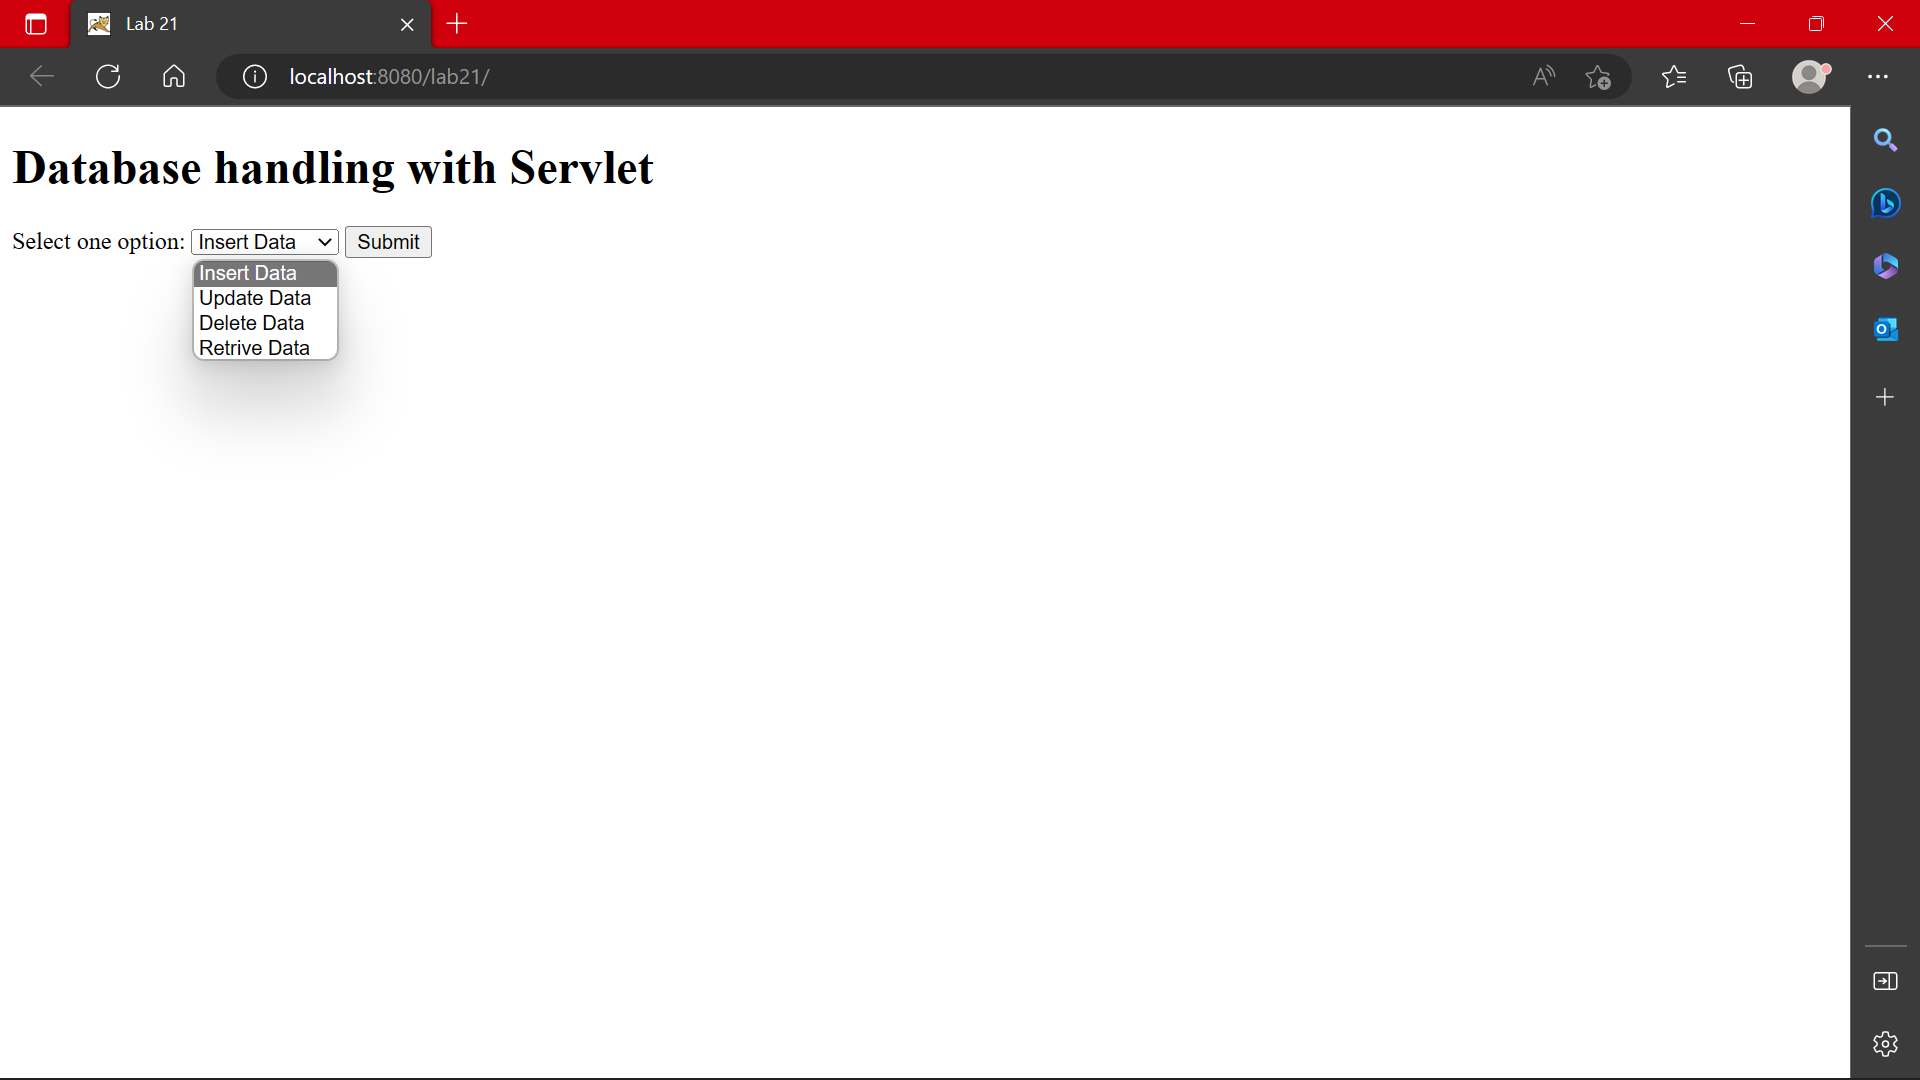 Lab 21
localhost:8080/lab21/
Database handling with Servlet
Select one option: Insert Data Submit
Insert Data
Update Data
Delete Data
Retrive Data